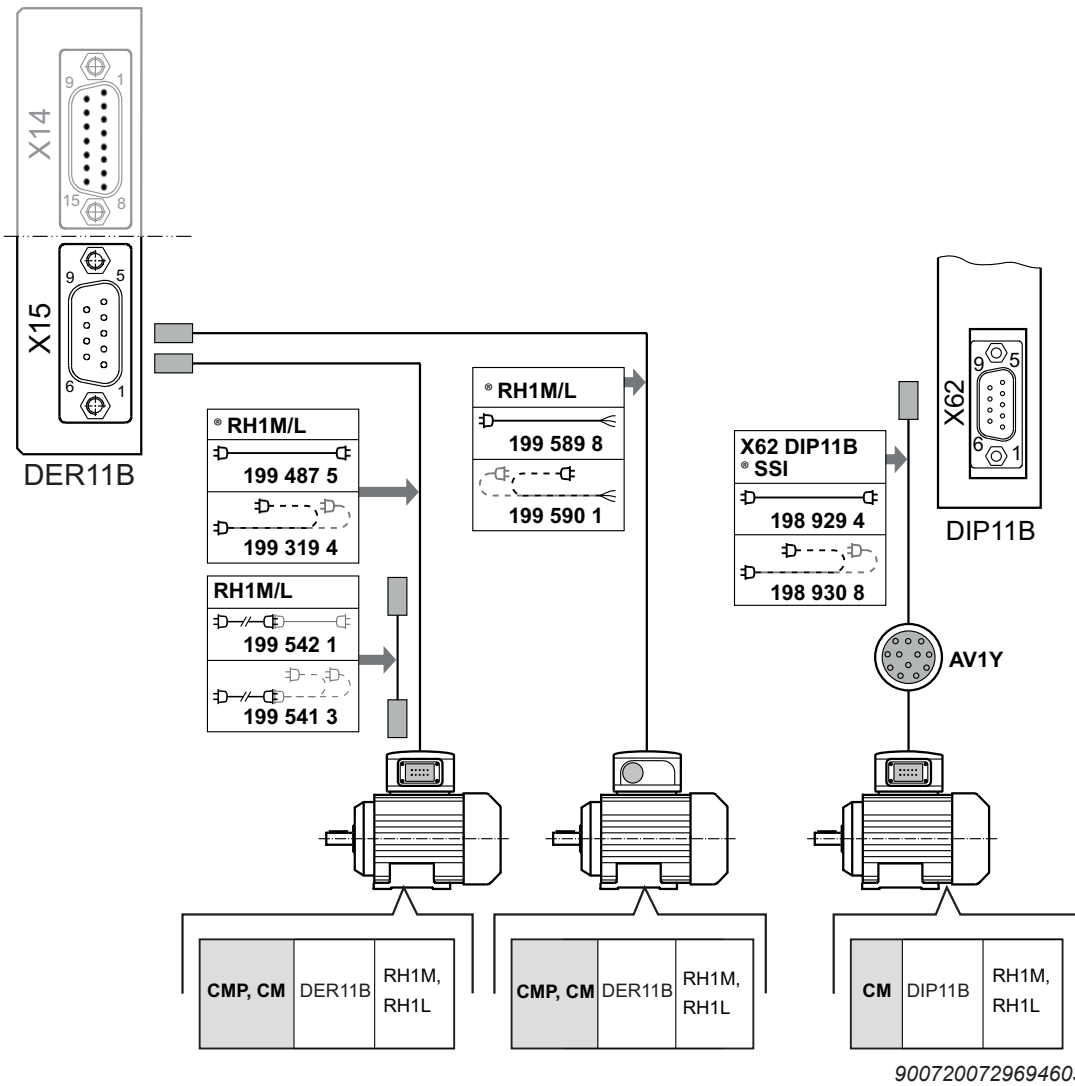 X14
9
1
15
8
X15
9
5
6
1
DER11B
® RH1M/L
199 487 5
199 319 4
RH1M/L
199 542 1
199 541 3
® RH1M/L
199 589 8
199 590 1
X62 DIP11B
® SSI
198 929 4
198 930 8
X62
9
5
6
1
DIP11B
AV1Y
CMP, CM
DER11B
RH1M,
RH1L
CMP, CM
DER11B
RH1M,
RH1L
CM
DIP11B
RH1M,
RH1L